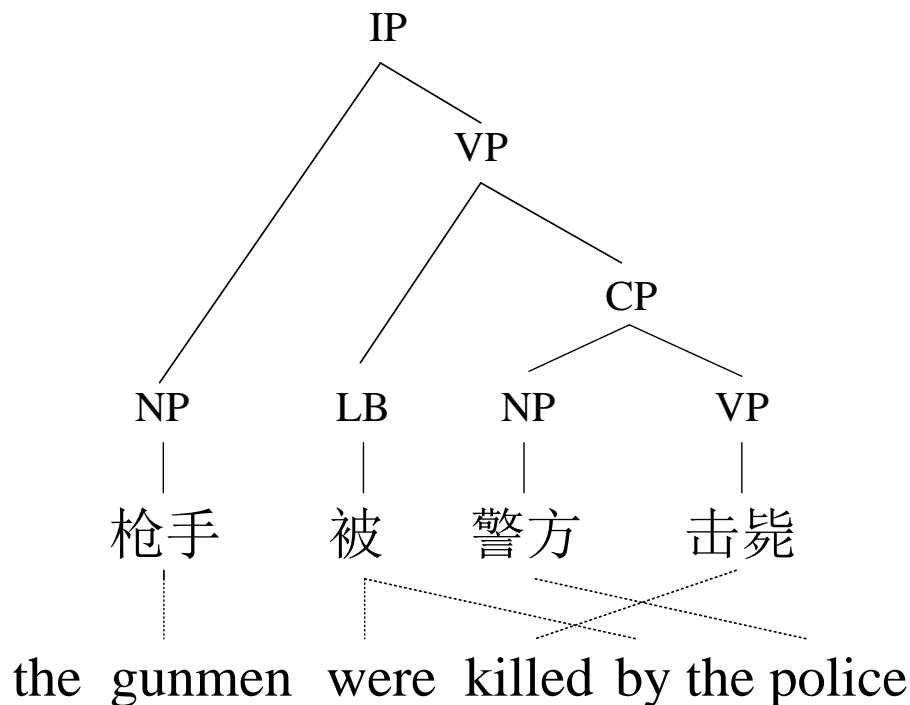 IP
VP
CP
NP LB NP VP
枪手 被 警方 击毙
the gunmen were killed by the police